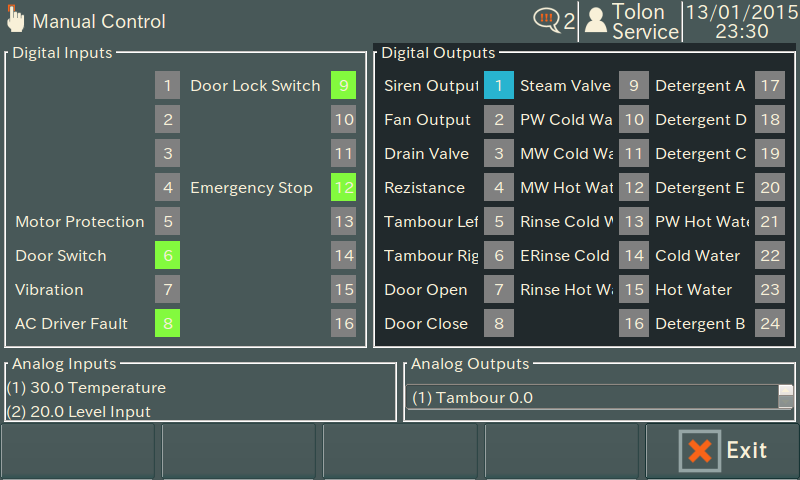 Manual Control
!!! 2
Tolon
Service
13/01/2015
23:30
Digital Inputs
1 Door Lock Switch 9
2 10
3 11
4 Emergency Stop 12
Motor Protection 5 13
Door Switch 6 14
Vibration 7 15
AC Driver Fault 8 16
Digital Outputs
Siren Output 1 Steam Valve 9 Detergent A 17
Fan Output 2 PW Cold Wa 10 Detergent D 18
Drain Valve 3 MW Cold Wa 11 Detergent C 19
Rezistance 4 MW Hot Wat 12 Detergent E 20
Tambour Lef 5 Rinse Cold W 13 PW Hot Wate 21
Tambour Rig 6 ERinse Cold 14 Cold Water 22
Door Open 7 Rinse Hot Wa 15 Hot Water 23
Door Close 8 16 Detergent B 24
Analog Inputs
(1) 30.0 Temperature
(2) 20.0 Level Input
Analog Outputs
(1) Tambour 0.0
Exit